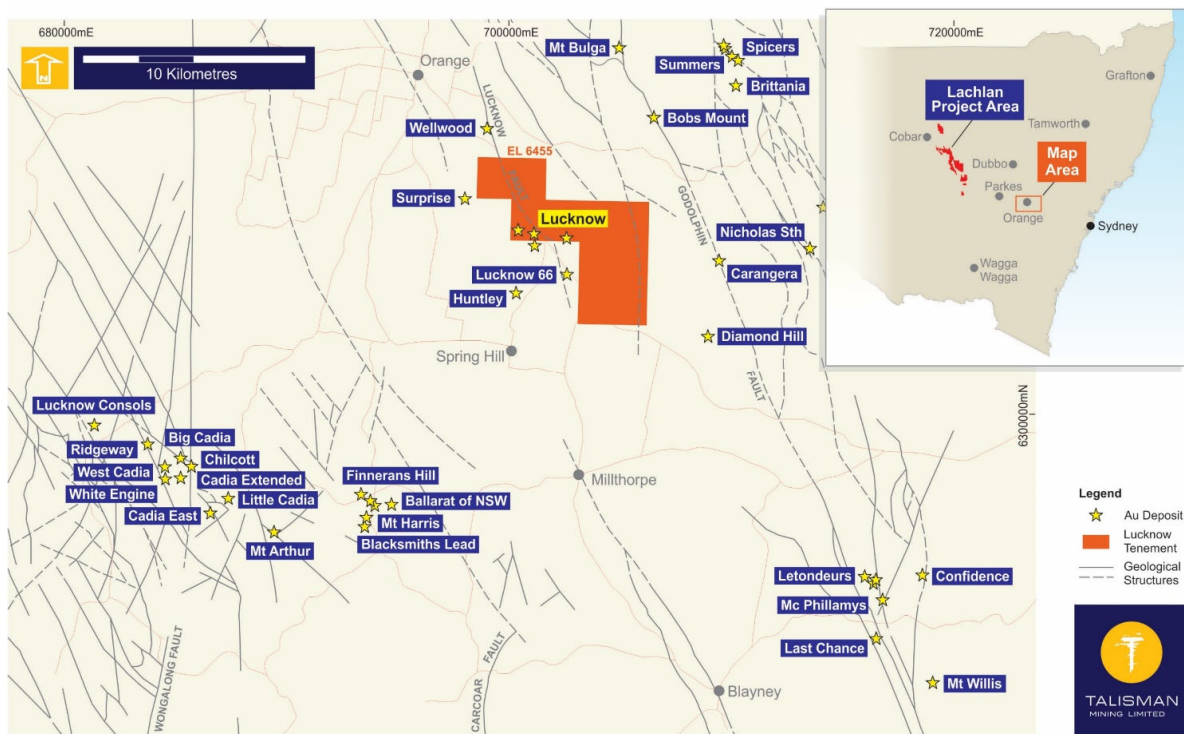 680000mE
700000mE
720000mE
N
10 Kilometres
Orange
Mt Bulga
Spicers
Summers
Brittania
Bobs Mount
LUCKNOW
Wellwood
EL 6455
Surprise
Lucknow
GODOLPHIN
Nicholas Sth
Carangera
Lucknow 66
Huntley
Diamond Hill
Spring Hill
FAULT
6300000mN
Lucknow Consols
Ridgeway
Big Cadia
Chilcott
West Cadia
Cadia Extended
White Engine
Little Cadia
Cadia East
Mt Arthur
Finnerans Hill
Ballarat of NSW
Mt Harris
Blacksmiths Lead
Millthorpe
Letondeurs
Confidence
Mc Phillamys
Last Chance
Mt Willis
Blayney
WONGALONG FAULT
CARCOAR
FAULT
Grafton
Lachlan
Project Area
Tamworth
Cobar
Map
Area
Dubbo
Parkes
Orange
Sydney
Wagga
Wagga
Legend
Au Deposit
Lucknow
Tenement
Geological
Structures
TALISMAN
MINING LIMITED